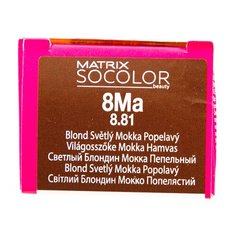 MATRIX
SOCOLOR
beauty
8Ma
8.81
Blond Světlý Mokka Popelavý
Világosszőke Mokka Hamvas
Светлый Блондин Мокка Пепельный
Blond Svetlý Mokka Popolavý
Світлий Блондин Мокко Попелястий